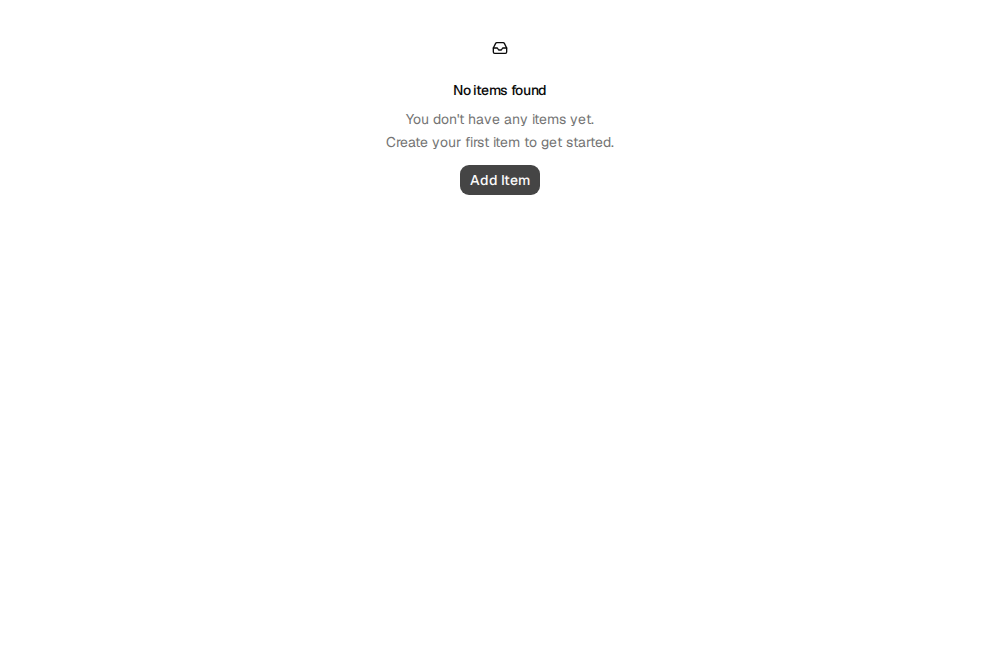 No items found
You don't have any items yet.
Create your first item to get started.
Add Item